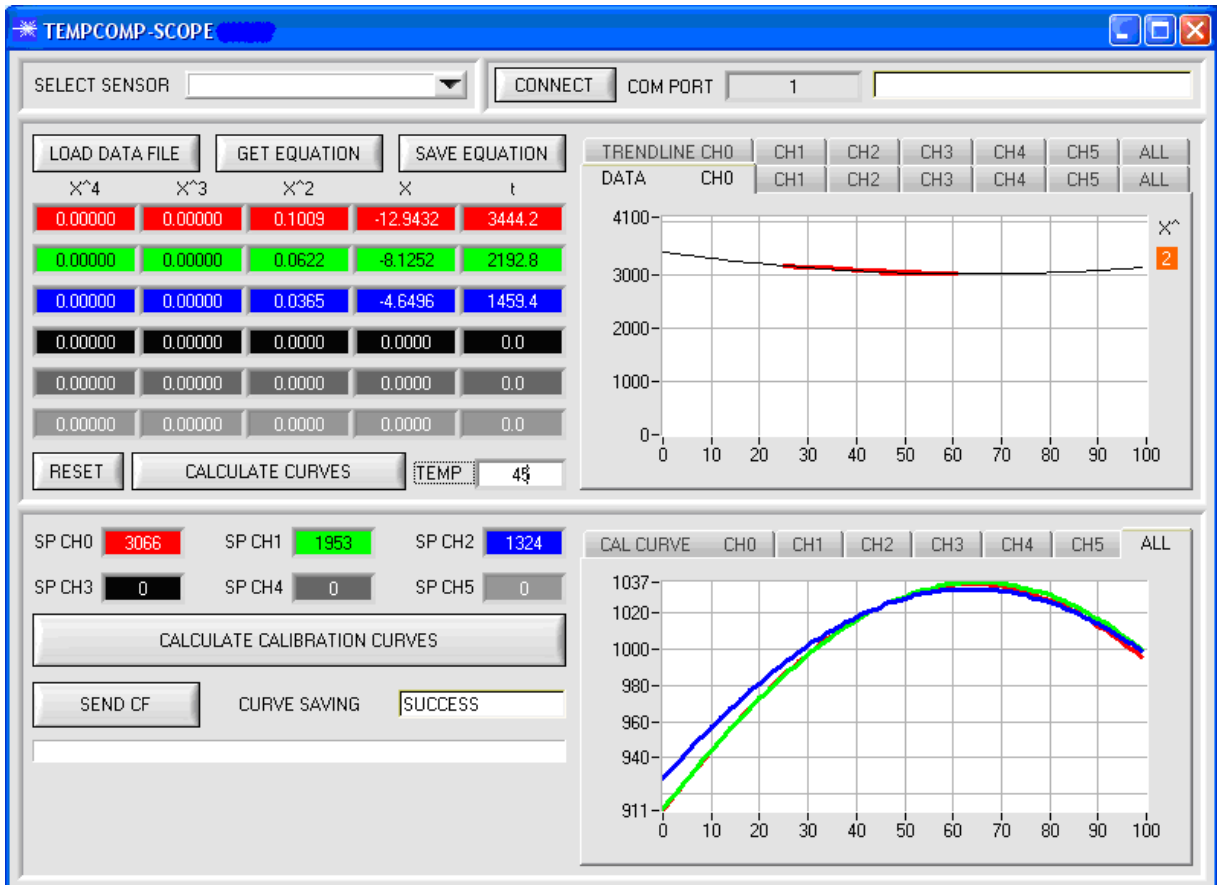 TEMPCOMP-SCOPE
SELECT SENSOR
CONNECT COM PORT 1
LOAD DATA FILE GET EQUATION SAVE EQUATION
X^4 X^3 X^2 X t
0.00000 0.00000 0.1009 -12.9432 3444.2
0.00000 0.00000 0.0622 -8.1252 2192.8
0.00000 0.00000 0.0365 -4.6496 1459.4
0.00000 0.00000 0.0000 0.0000 0.0
0.00000 0.00000 0.0000 0.0000 0.0
0.00000 0.00000 0.0000 0.0000 0.0
RESET CALCULATE CURVES TEMP 45
TRENDLINE CH0 CH1 CH2 CH3 CH4 CH5 ALL
DATA CH0 CH1 CH2 CH3 CH4 CH5 ALL
4100
3000
2000
1000
0
0 10 20 30 40 50 60 70 80 90 100
X^
2
SP CH0 3066 SP CH1 1953 SP CH2 1324
SP CH3 0 SP CH4 0 SP CH5 0
CALCULATE CALIBRATION CURVES
SEND CF CURVE SAVING SUCCESS
CAL CURVE CH0 CH1 CH2 CH3 CH4 CH5 ALL
1037
1020
1000
980
960
940
911
0 10 20 30 40 50 60 70 80 90 100